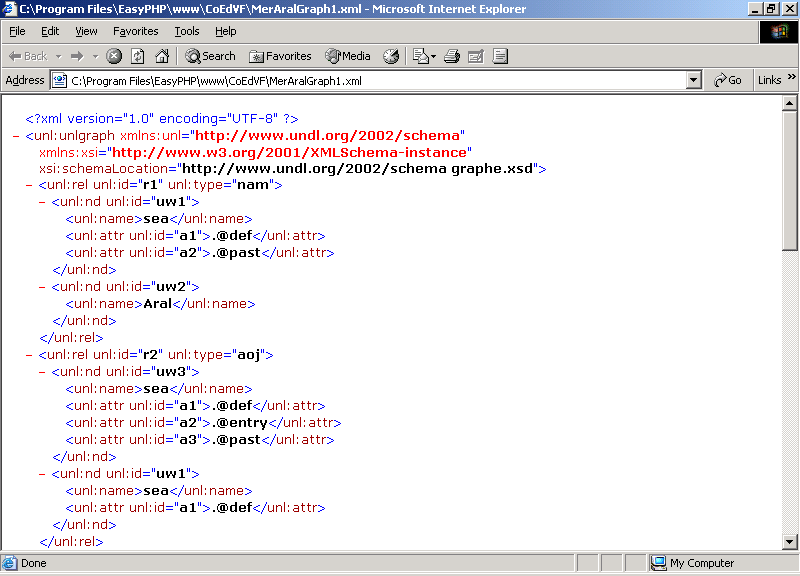 C:\Program Files\EasyPHP\www\CoEdVF\MerAralGraph1.xml - Microsoft Internet Explorer
File Edit View Favorites Tools Help
Back Search Favorites Media
Address C:\Program Files\EasyPHP\www\CoEdVF\MerAralGraph1.xml Go Links »
<?xml version="1.0" encoding="UTF-8" ?>
- <unl:unlgraph xmlns:unl="http://www.undl.org/2002/schema"
xmlns:xsi="http://www.w3.org/2001/XMLSchema-instance"
xsi:schemaLocation="http://www.undl.org/2002/schema graphe.xsd">
- <unl:rel unl:id="r1" unl:type="nam">
- <unl:nd unl:id="uw1">
<unl:name>sea</unl:name>
<unl:attr unl:id="a1">.@def</unl:attr>
<unl:attr unl:id="a2">.@past</unl:attr>
</unl:nd>
- <unl:nd unl:id="uw2">
<unl:name>Aral</unl:name>
</unl:nd>
</unl:rel>
- <unl:rel unl:id="r2" unl:type="aoj">
- <unl:nd unl:id="uw3">
<unl:name>sea</unl:name>
<unl:attr unl:id="a1">.@def</unl:attr>
<unl:attr unl:id="a2">.@entry</unl:attr>
<unl:attr unl:id="a3">.@past</unl:attr>
</unl:nd>
- <unl:nd unl:id="uw1">
<unl:name>sea</unl:name>
<unl:attr unl:id="a1">.@def</unl:attr>
</unl:nd>
</unl:rel>
Done My Computer